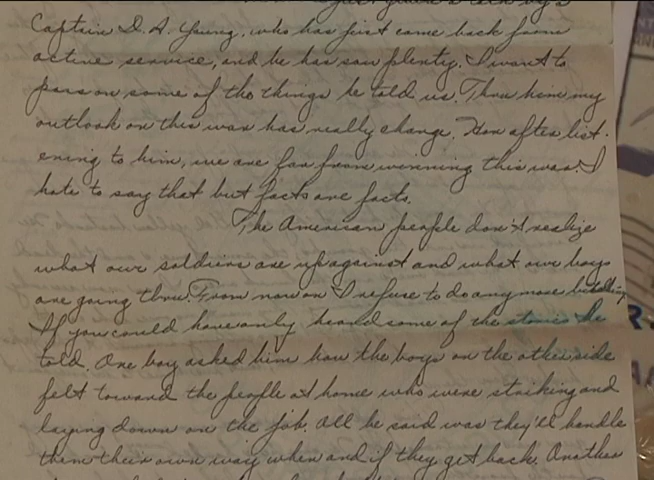 just given a talk by a
Captain D. A. Young, who has just come back from
active service, and he has saw plenty. I want to
pass on some of the things he told us. Thru him my
outlook on this war has really change. Hon after list-
ening to him, we are far from winning this war. I
hate to say that but facts are facts.
The American people don't realize
what our soldiers are up against and what our boys
are going thru. From now on I refuse to do any more
If you could have only heard some of the stories he
told. One boy asked him how the boys on the other side
felt toward the people at home who were striking and
laying down on the job. All he said was they'll handle
them their own way when and if they get back. Another